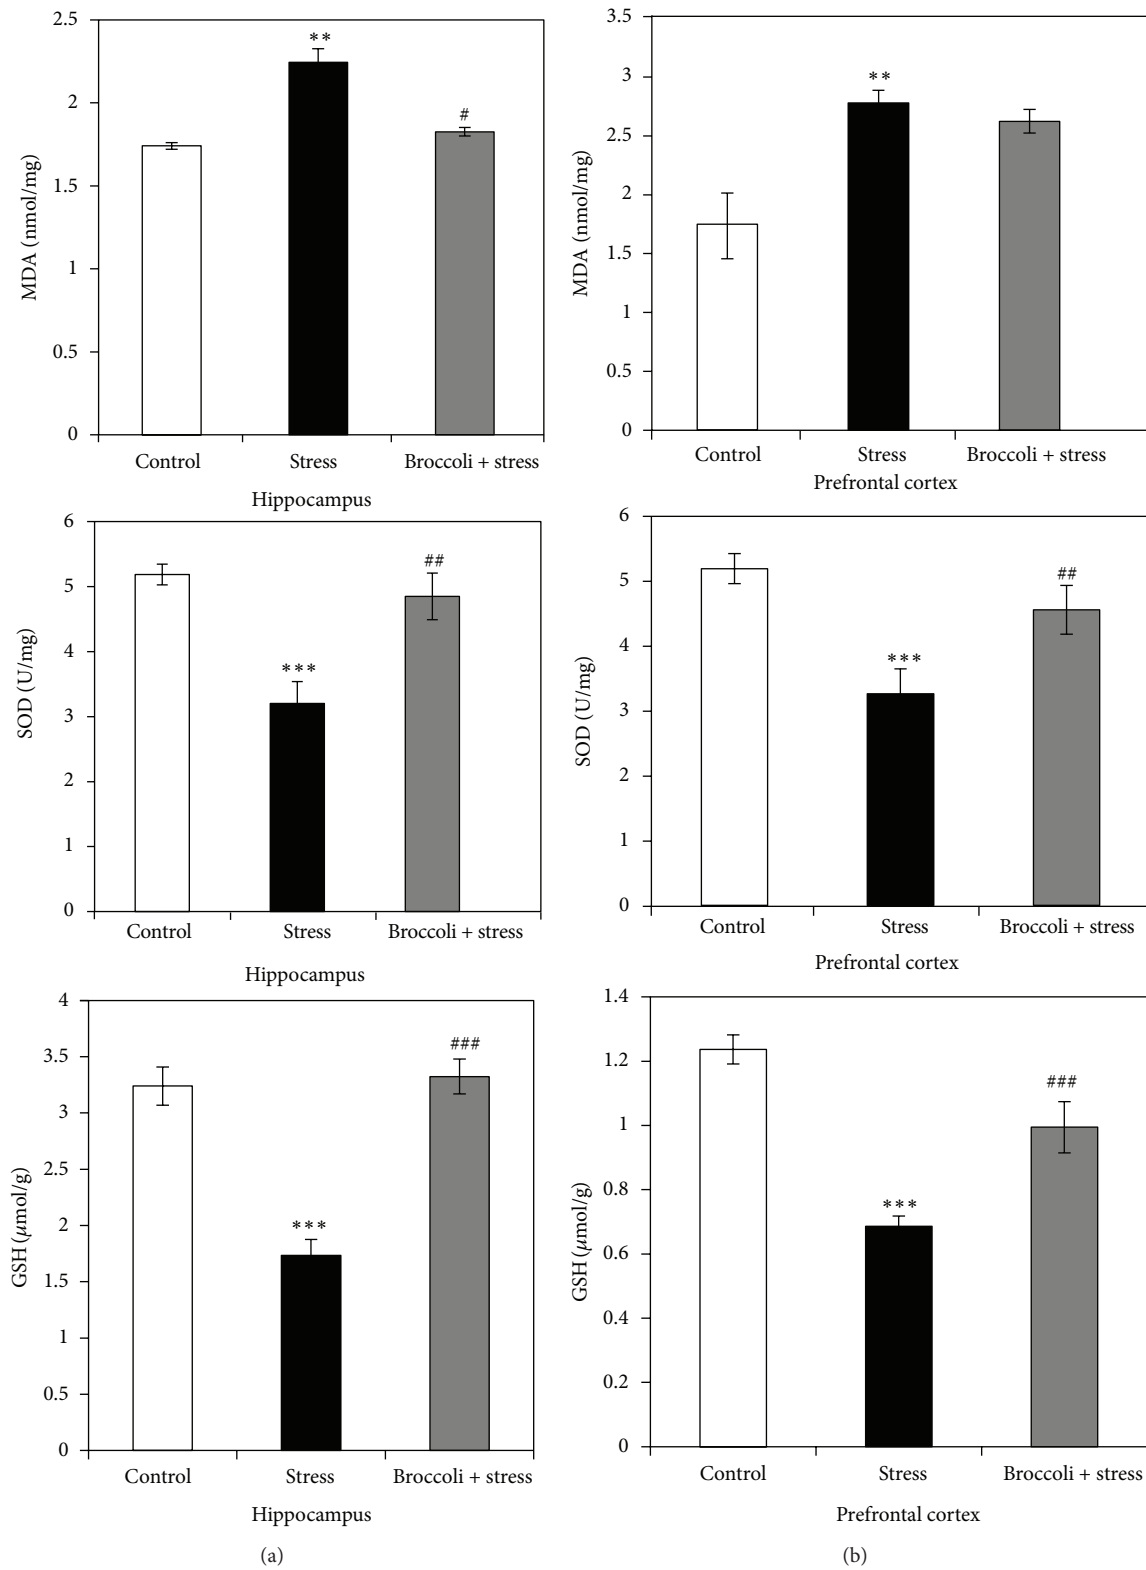 2.5
2
1.5
1
0.5
0
MDA (nmol/mg)
**
#
Control Stress Broccoli + stress
Hippocampus
3.5
3
2.5
2
1.5
1
0.5
0
MDA (nmol/mg)
**
Control Stress Broccoli + stress
Prefrontal cortex
6
5
4
3
2
1
0
SOD (U/mg)
***
##
Control Stress Broccoli + stress
Hippocampus
6
5
4
3
2
1
0
SOD (U/mg)
***
##
Control Stress Broccoli + stress
Prefrontal cortex
4
3.5
3
2.5
2
1.5
1
0.5
0
GSH (μmol/g)
***
###
Control Stress Broccoli + stress
Hippocampus
(a)
1.4
1.2
1
0.8
0.6
0.4
0.2
0
GSH (μmol/g)
***
###
Control Stress Broccoli + stress
Prefrontal cortex
(b)